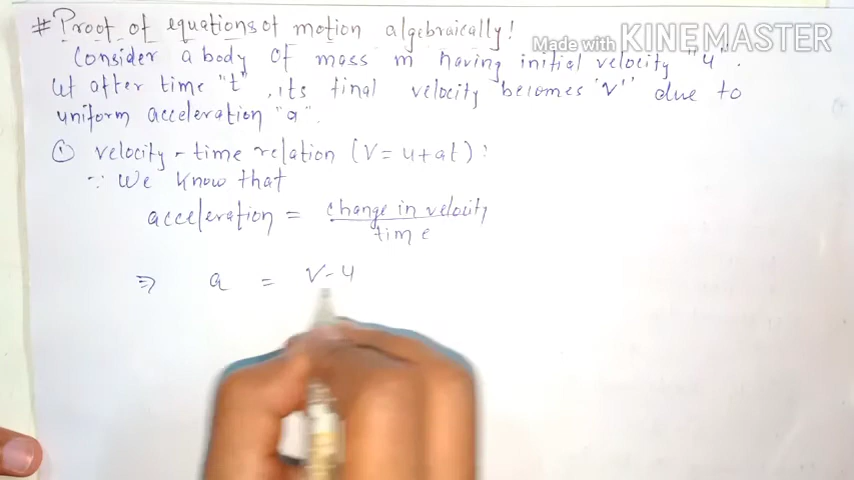 # Proof of equations of motion algebraically!
Made with KINEMASTER
Consider a body of mass m having initial velocity "u".
let after time "t", its final velocity becomes "v" due to
uniform acceleration "a".
① velocity-time relation (V = u + at):
∵ We know that
acceleration = change in velocity
time
⇒ a = v - u